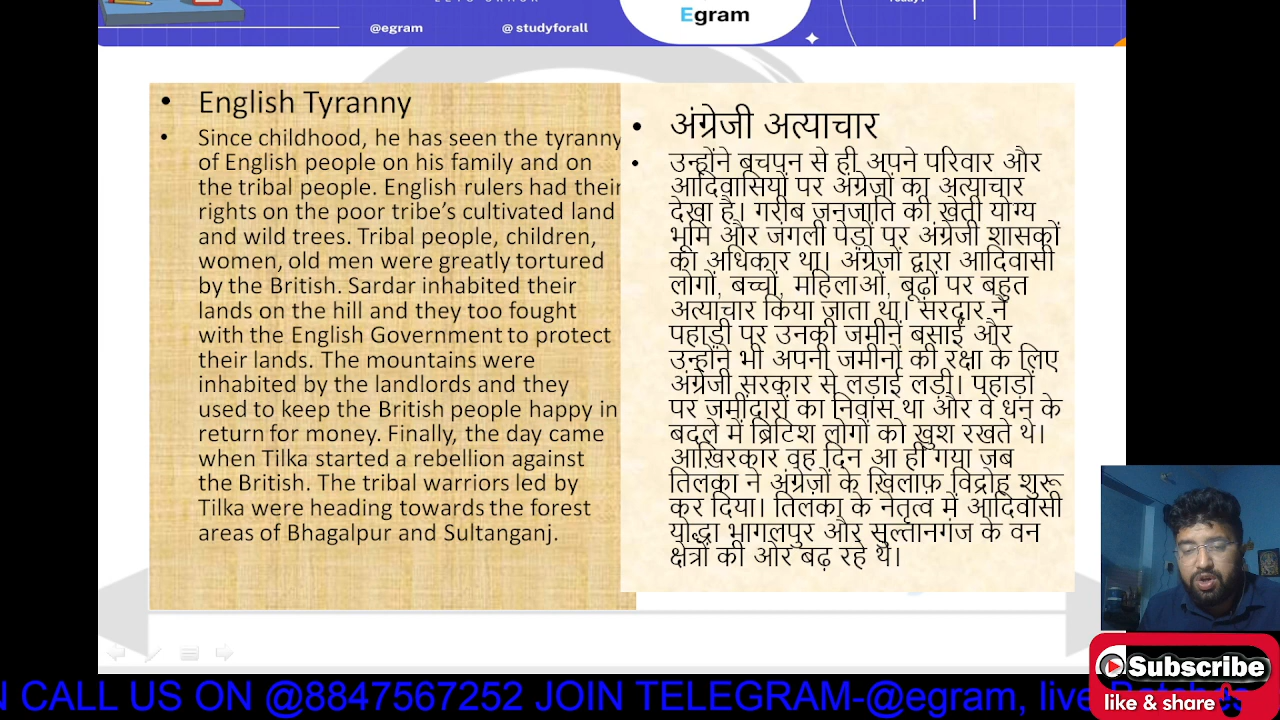 Egram
@egram
@ studyforall
• English Tyranny
• Since childhood, he has seen the tyranny
of English people on his family and on
the tribal people. English rulers had their
rights on the poor tribe's cultivated land
and wild trees. Tribal people, children,
women, old men were greatly tortured
by the British. Sardar inhabited their
lands on the hill and they too fought
with the English Government to protect
their lands. The mountains were
inhabited by the landlords and they
used to keep the British people happy in
return for money. Finally, the day came
when Tilka started a rebellion against
the British. The tribal warriors led by
Tilka were heading towards the forest
areas of Bhagalpur and Sultanganj.
• अंग्रेजी अत्याचार
• उन्होंने बचपन से ही अपने परिवार और
आदिवासियों पर अंग्रेजों का अत्याचार
देखा है। गरीब जनजाति की खेती योग्य
भूमि और जंगली पेड़ों पर अंग्रेजी शासकों
का अधिकार था। अंग्रेजों द्वारा आदिवासी
लोगों, बच्चों, महिलाओं, बूढ़ों पर बहुत
अत्याचार किया जाता था। सरदार ने
पहाड़ी पर उनकी जमीनें बसाईं और
उन्होंने भी अपनी जमीनों की रक्षा के लिए
अंग्रेजी सरकार से लड़ाई लड़ी। पहाड़ों
पर जमींदारों का निवास था और वे धन के
बदले में ब्रिटिश लोगों को खुश रखते थे।
आख़िरकार वह दिन आ ही गया जब
तिलका ने अंग्रेज़ों के ख़िलाफ़ विद्रोह शुरू
कर दिया। तिलका के नेतृत्व में आदिवासी
योद्धा भागलपुर और सुल्तानगंज के वन
क्षेत्रों की ओर बढ़ रहे थे।
Subscribe
like & share
CALL US ON @8847567252 JOIN TELEGRAM-@egram, live